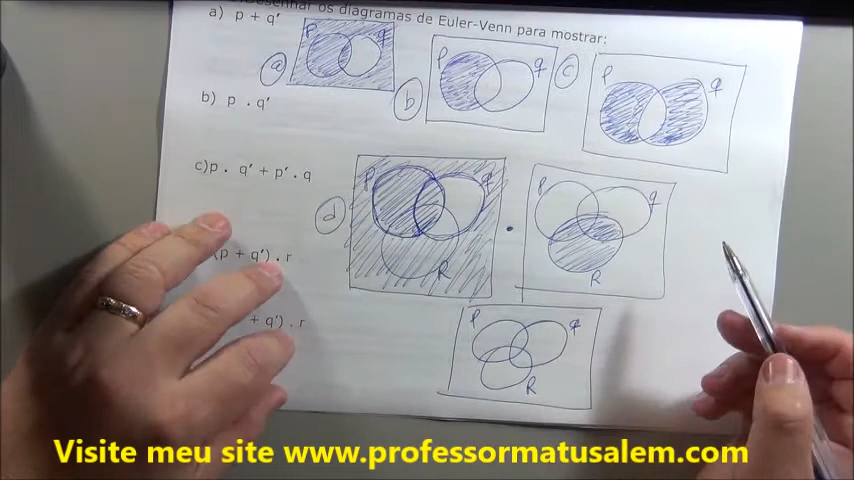 Desenhar os diagramas de Euler-Venn para mostrar:
a) p + q'
a
p q
b
p q
c
p q
b) p . q'
c) p . q' + p' . q
d
p q
R
.
p q
R
(p + q') . r
+ q') . r
p q
R
Visite meu site www.professormatusalem.com